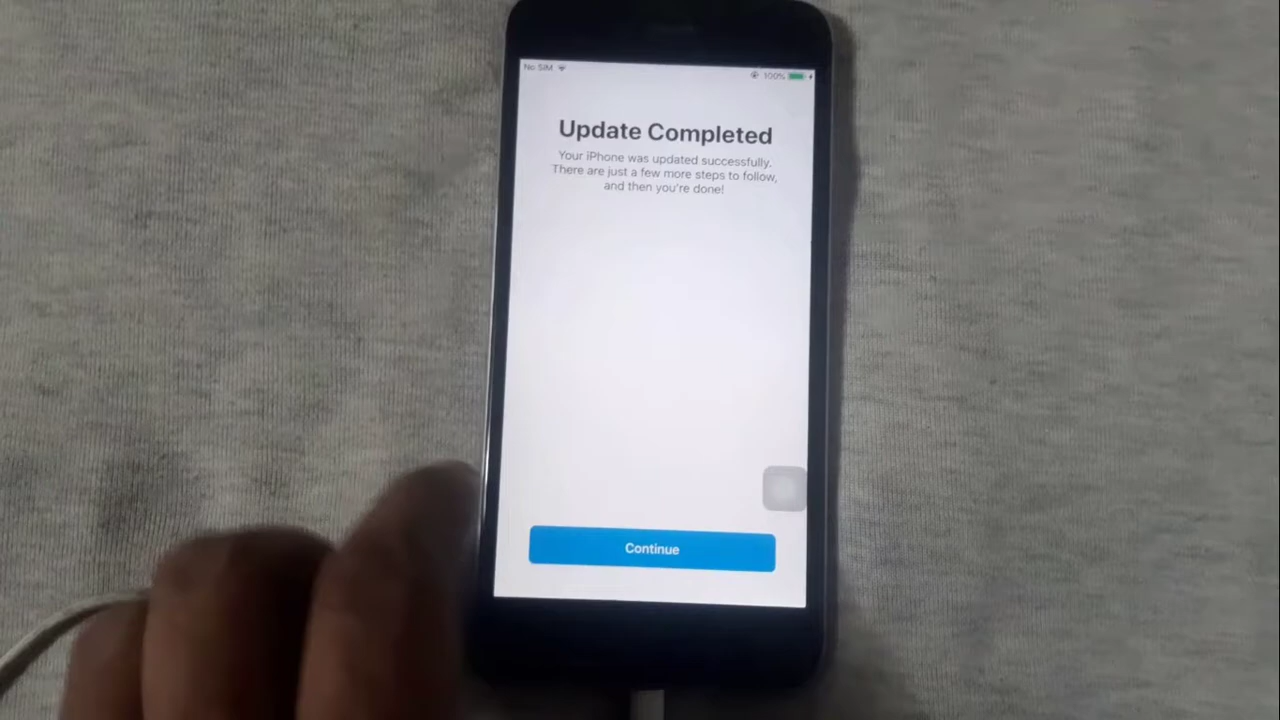 No SIM 100%
Update Completed
Your iPhone was updated successfully.
There are just a few more steps to follow,
and then you're done!
Continue